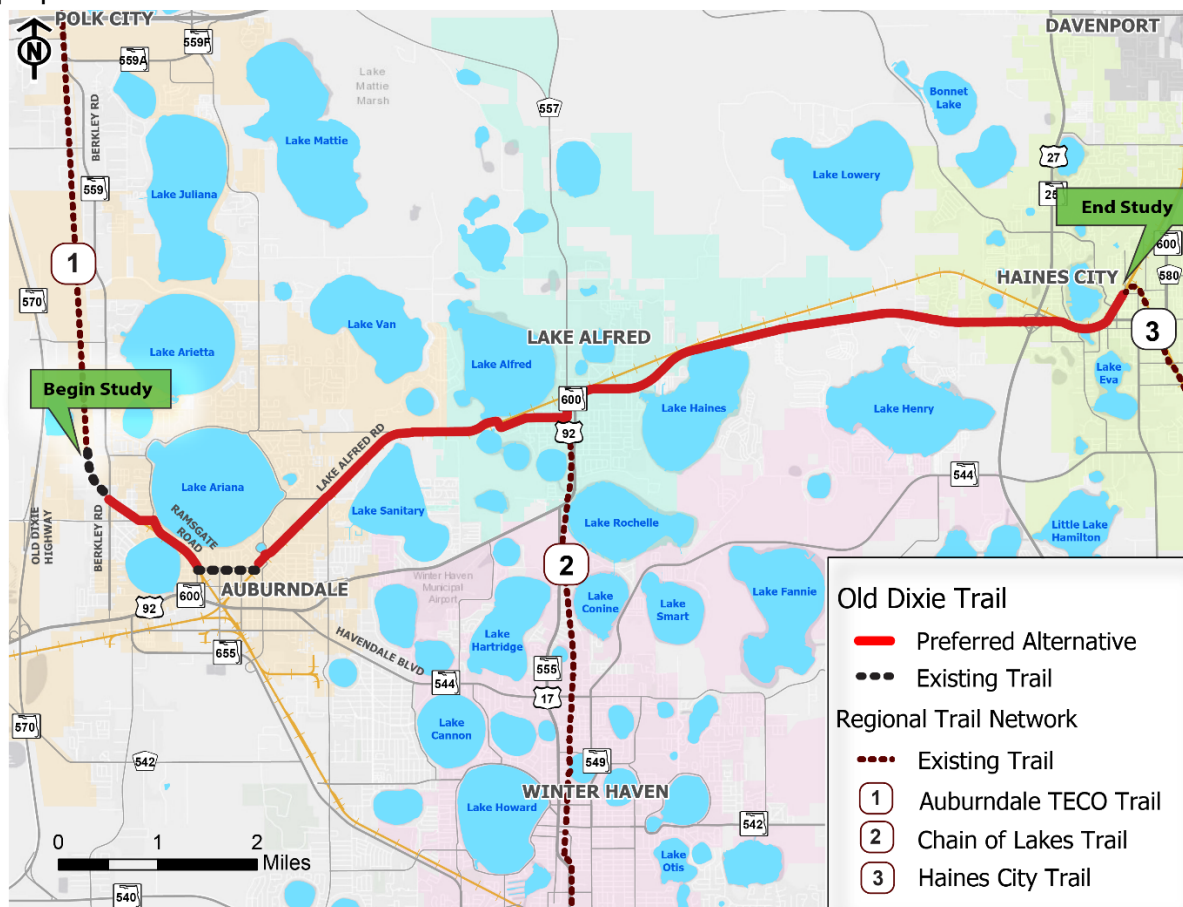 POLK CITY
DAVENPORT
N
559A
559F
Lake
Mattie
Marsh
557
Bonnet
Lake
BERKLEY RD
Lake Mattie
27
25
559
Lake Juliana
Lake Lowery
End Study
1
600
570
HAINES CITY
580
Lake Van
Lake Arietta
LAKE ALFRED
3
Lake Alfred
Lake
Eva
Begin Study
600
Lake Haines
Lake Henry
92
LAKE ALFRED RD
544
Lake Ariana
Lake Sanitary
OLD DIXIE
HIGHWAY
BERKLEY RD
RAMSGATE
ROAD
Lake Rochelle
Little Lake
Hamilton
2
Winter Haven
Municipal
Airport
AUBURNDALE
600
92
Lake
Conine
Lake
Smart
Lake Fannie
Lake
Hartridge
HAVENDALE BLVD
655
555
544
17
570
Lake
Cannon
542
549
WINTER HAVEN
Lake Howard
542
Lake
Otis
540
0 1 2
Miles
Old Dixie Trail
Preferred Alternative
Existing Trail
Regional Trail Network
Existing Trail
1 Auburndale TECO Trail
2 Chain of Lakes Trail
3 Haines City Trail